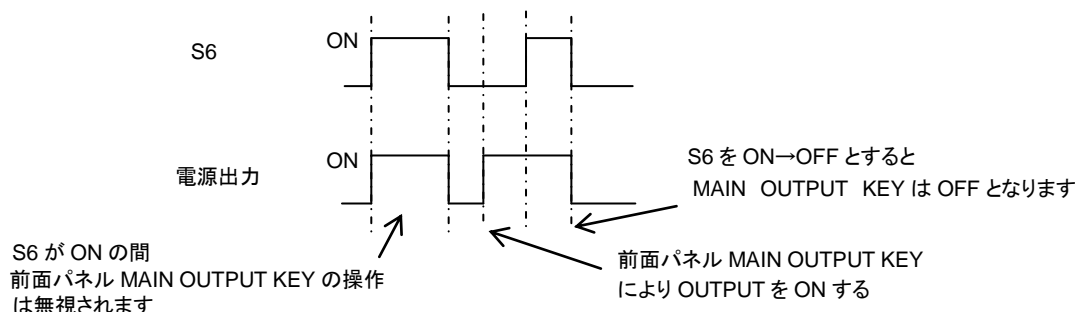 S6
ON
電源出力
ON
S6 を ON→OFF とすると
MAIN OUTPUT KEY は OFF となります
S6 が ON の間
前面パネル MAIN OUTPUT KEY の操作
は無視されます
前面パネル MAIN OUTPUT KEY
により OUTPUT を ON する